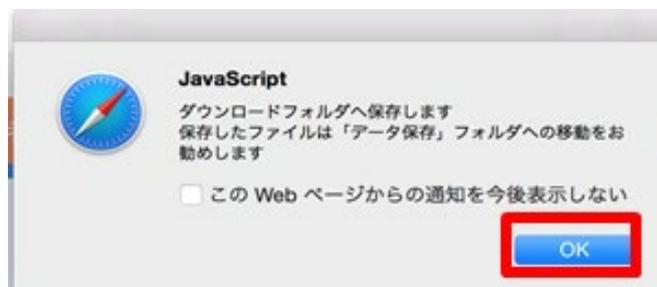 JavaScript
ダウンロードフォルダへ保存します
保存したファイルは「データ保存」フォルダへの移動をお
勧めします
この Web ページからの通知を今後表示しない
OK